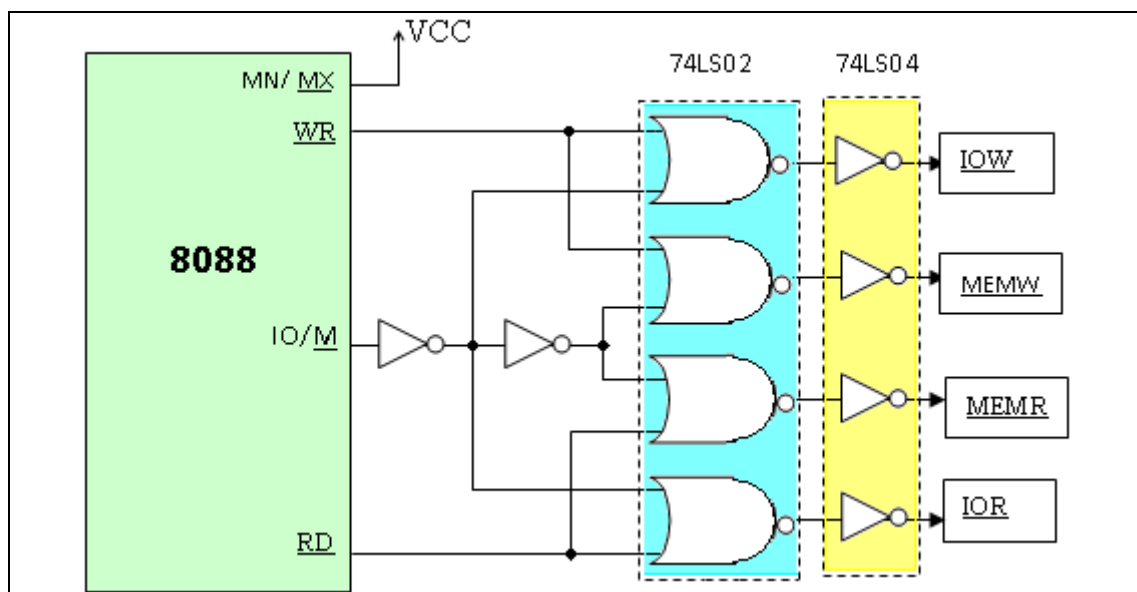 VCC
74LS02
74LS04
MN/ MX
WR
IOW
8088
MEMW
IO/M
MEMR
IOR
RD